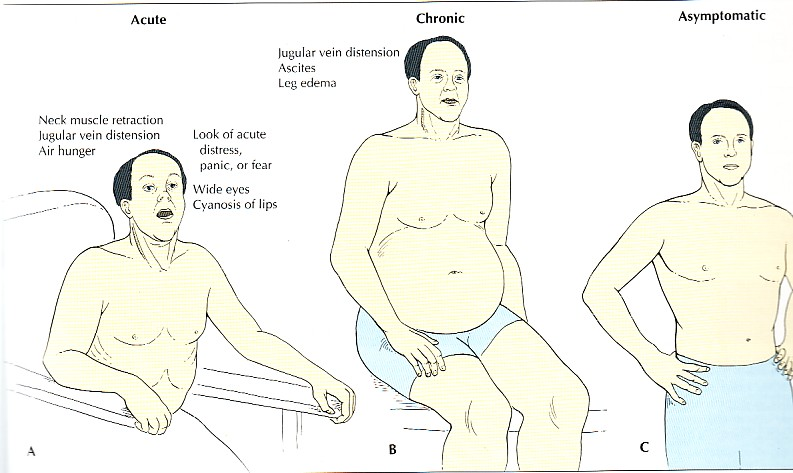 Acute
Neck muscle retraction
Jugular vein distension
Air hunger
Look of acute
distress,
panic, or fear
Wide eyes
Cyanosis of lips
A
Chronic
Jugular vein distension
Ascites
Leg edema
B
Asymptomatic
C